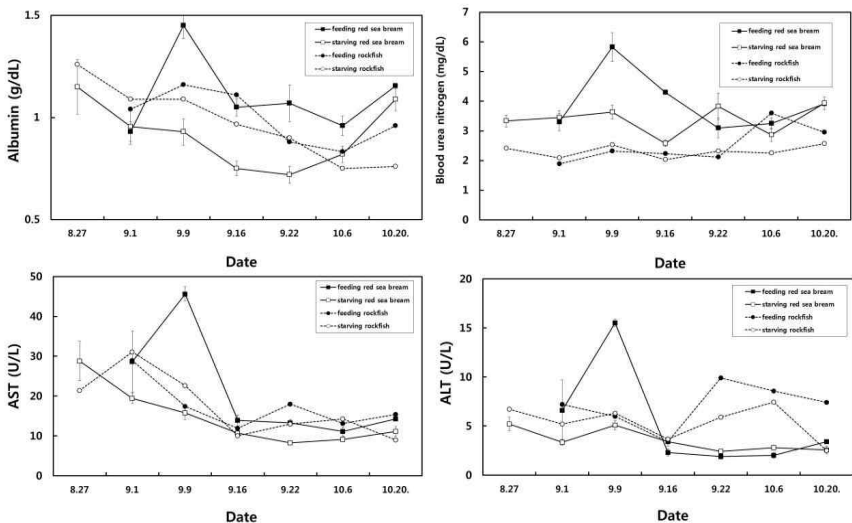 Albumin (g/dL)
1.5
1
0.5
feeding red sea bream
starving red sea bream
feeding rockfish
starving rockfish
8.27 9.1 9.9 9.16 9.22 10.6 10.20.
Date
Blood urea nitrogen (mg/dL)
7
6
5
4
3
2
1
0
feeding red sea bream
starving red sea bream
feeding rockfish
starving rockfish
8.27 9.1 9.9 9.16 9.22 10.6 10.20.
Date
AST (U/L)
50
40
30
20
10
0
feeding red sea bream
starving red sea bream
feeding rockfish
starving rockfish
8.27 9.1 9.9 9.16 9.22 10.6 10.20.
Date
ALT (U/L)
20
15
10
5
0
feeding red sea bream
starving red sea bream
feeding rockfish
starving rockfish
8.27 9.1 9.9 9.16 9.22 10.6 10.20.
Date